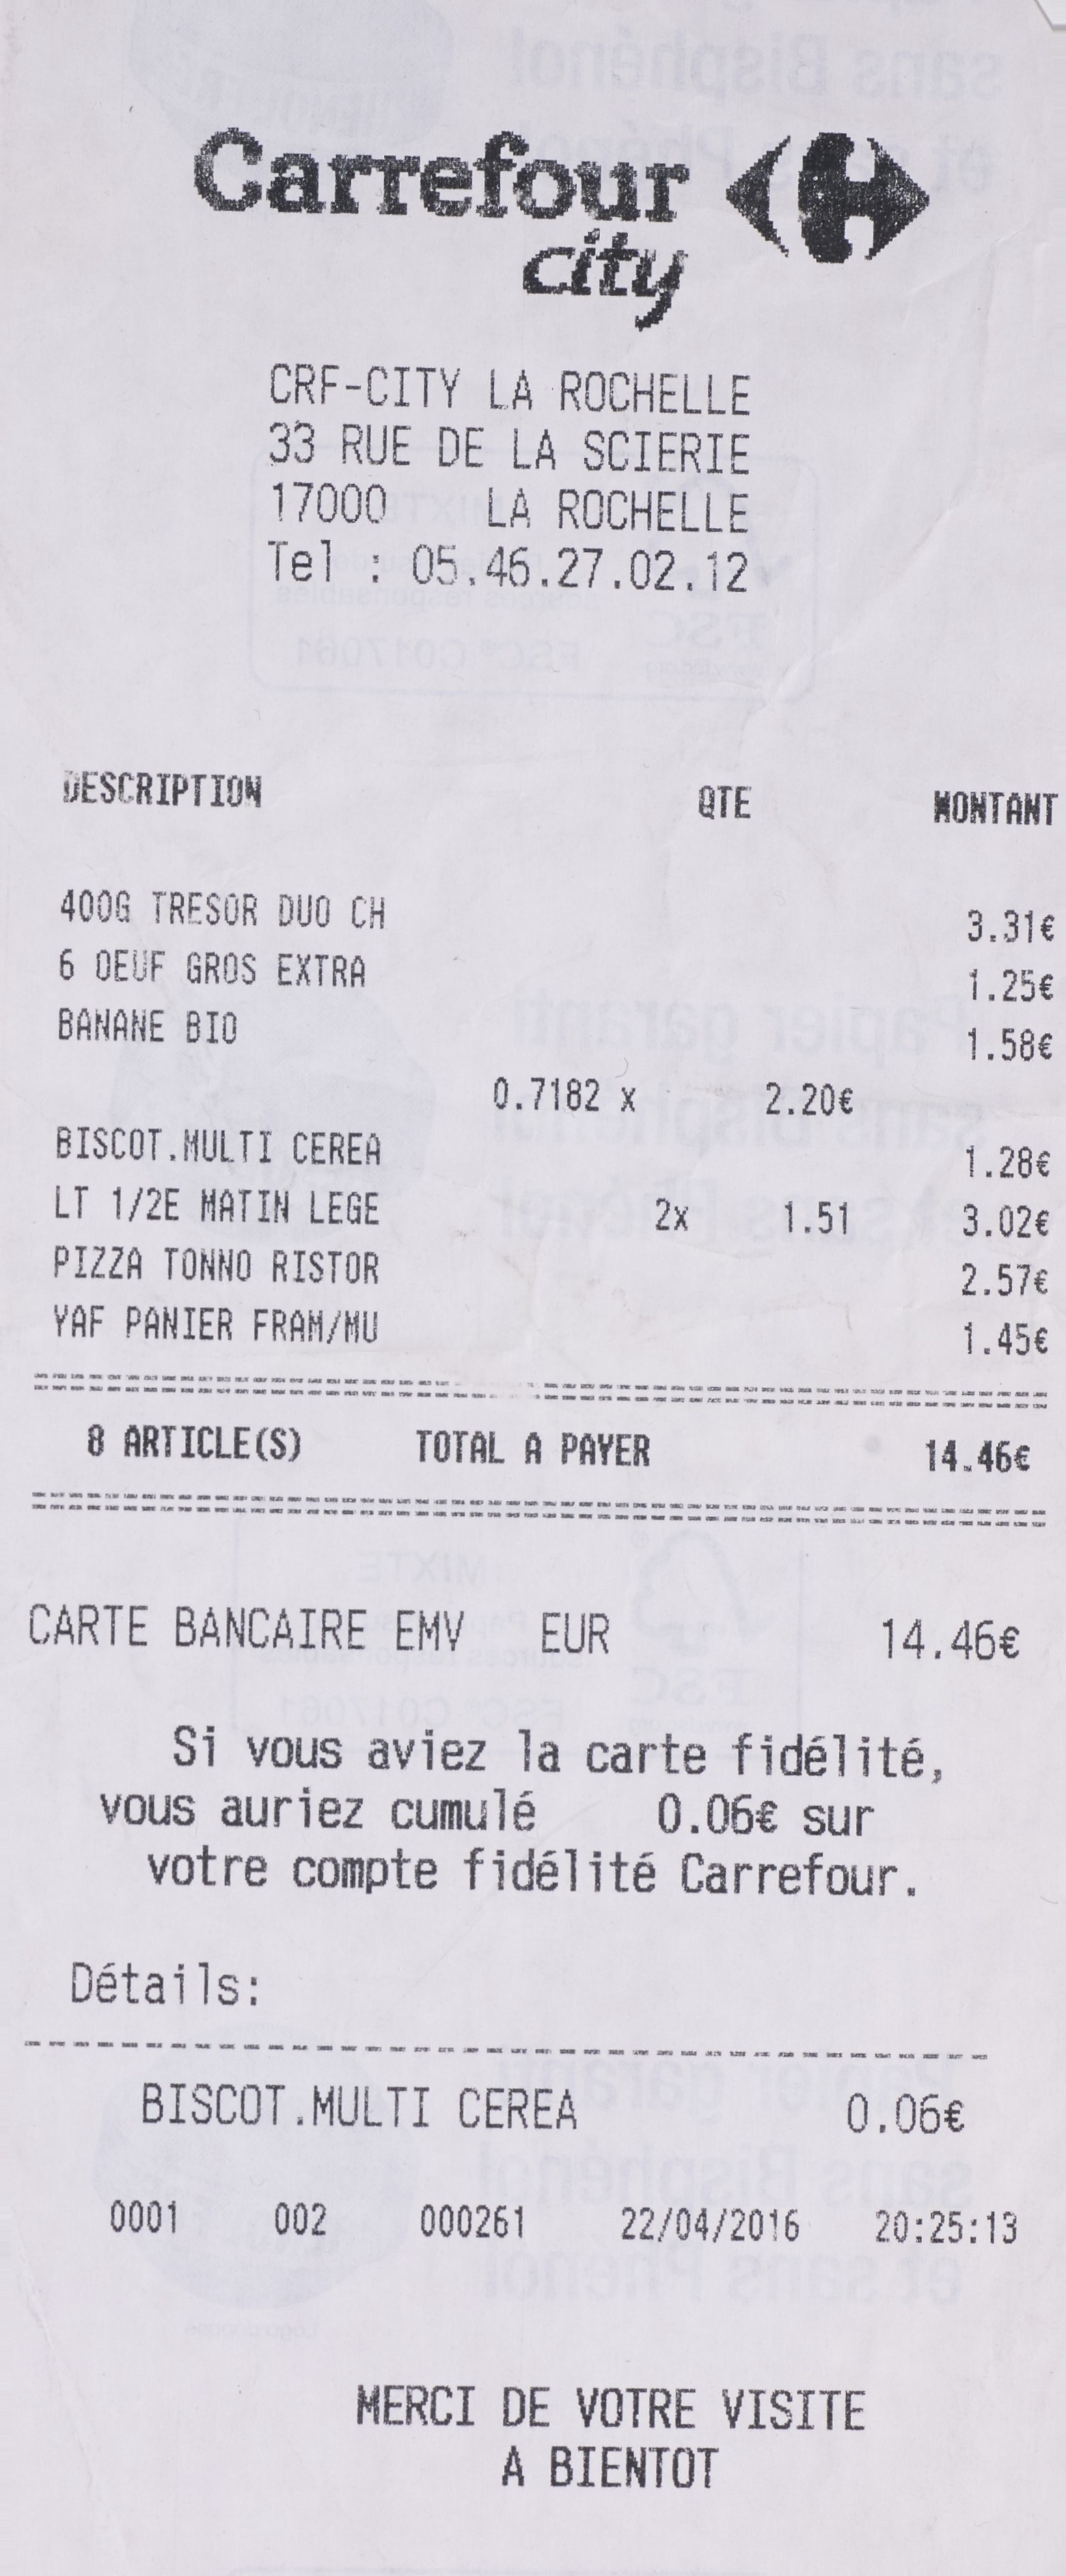 Carrefour
city
CRF-CITY LA ROCHELLE
33 RUE DE LA SCIERIE
17000 LA ROCHELLE
Tel : 05.46.27.02.12
DESCRIPTION QTE MONTANT
400G TRESOR DUO CH 3.31€
6 OEUF GROS EXTRA 1.25€
BANANE BIO 1.58€
0.7182 x 2.20€
BISCOT.MULTI CEREA 1.28€
LT 1/2E MATIN LEGE 2x 1.51 3.02€
PIZZA TONNO RISTOR 2.57€
YAF PANIER FRAM/MU 1.45€
8 ARTICLE(S) TOTAL A PAYER 14.46€
CARTE BANCAIRE EMV EUR 14.46€
Si vous aviez la carte fidélité,
vous auriez cumulé 0.06€ sur
votre compte fidélité Carrefour.
Détails:
BISCOT.MULTI CEREA 0.06€
0001 002 000261 22/04/2016 20:25:13
MERCI DE VOTRE VISITE
A BIENTOT